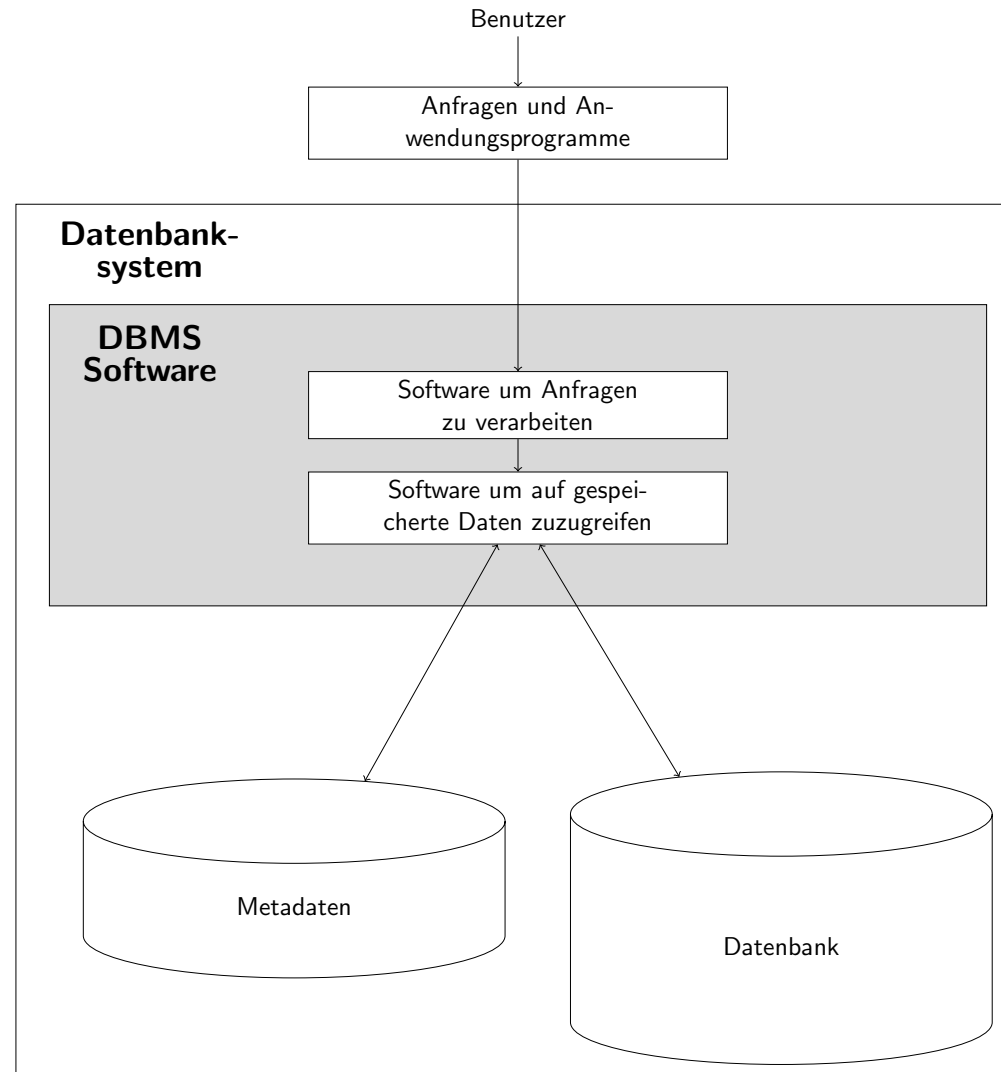 Benutzer
Anfragen und An-
wendungsprogramme
Datenbank-
system
DBMS
Software
Software um Anfragen
zu verarbeiten
Software um auf gespei-
cherte Daten zuzugreifen
Metadaten
Datenbank